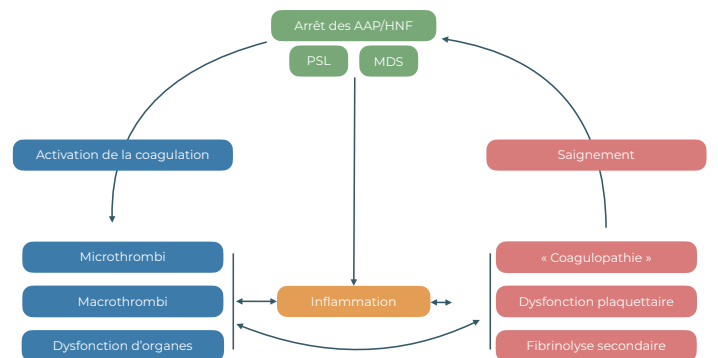 Arrêt des AAP/HNF
PSL
MDS
Activation de la coagulation
Saignement
Microthrombi
« Coagulopathie »
Macrothrombi
Inflammation
Dysfonction plaquettaire
Dysfonction d'organes
Fibrinolyse secondaire